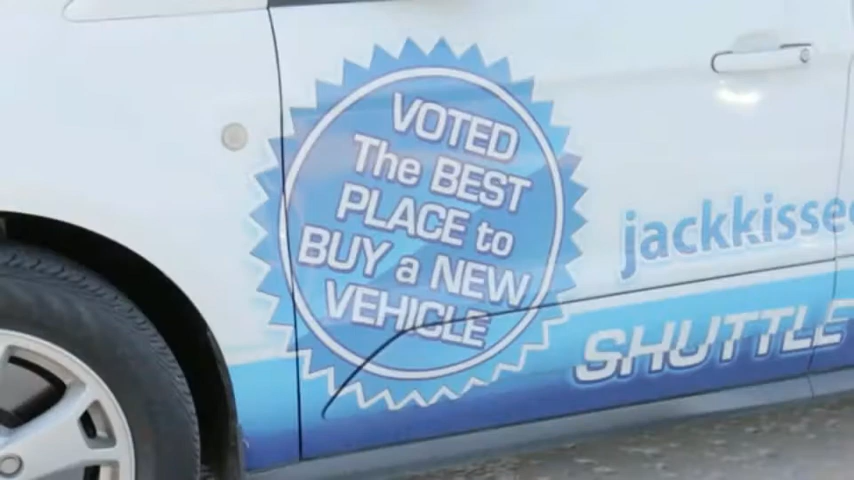 VOTED
The BEST
PLACE to
BUY a NEW
VEHICLE
jackkisse
SHUTTLE